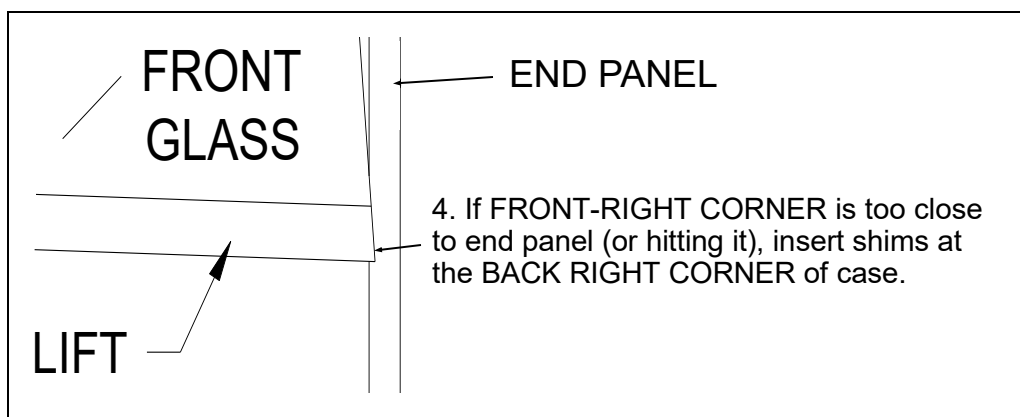 FRONT
GLASS
END PANEL
4. If FRONT-RIGHT CORNER is too close
to end panel (or hitting it), insert shims at
the BACK RIGHT CORNER of case.
LIFT